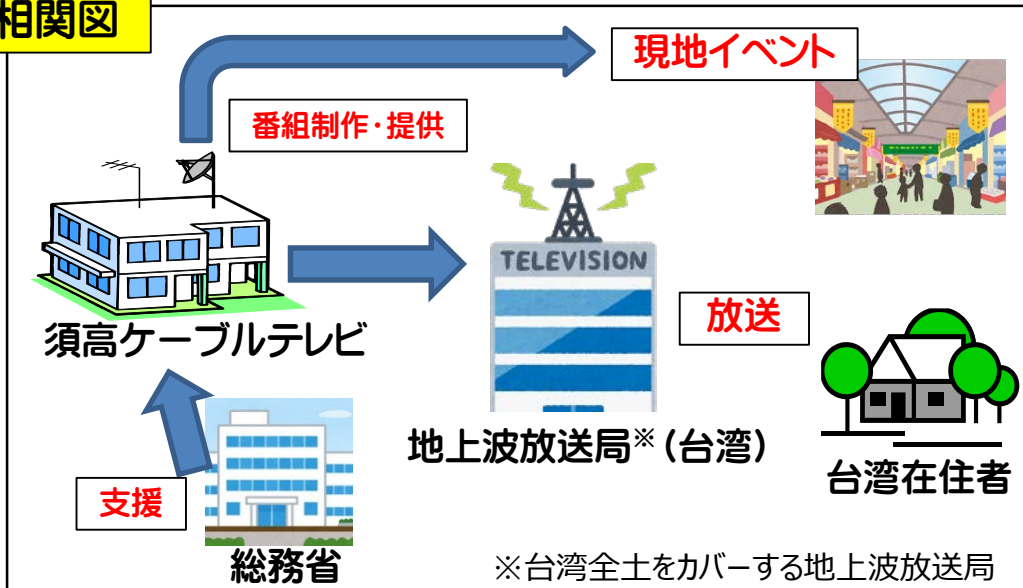 相関図
現地イベント
番組制作・提供
TELEVISION
放送
須高ケーブルテレビ
地上波放送局※(台湾)
台湾在住者
支援
総務省
※台湾全土をカバーする地上波放送局